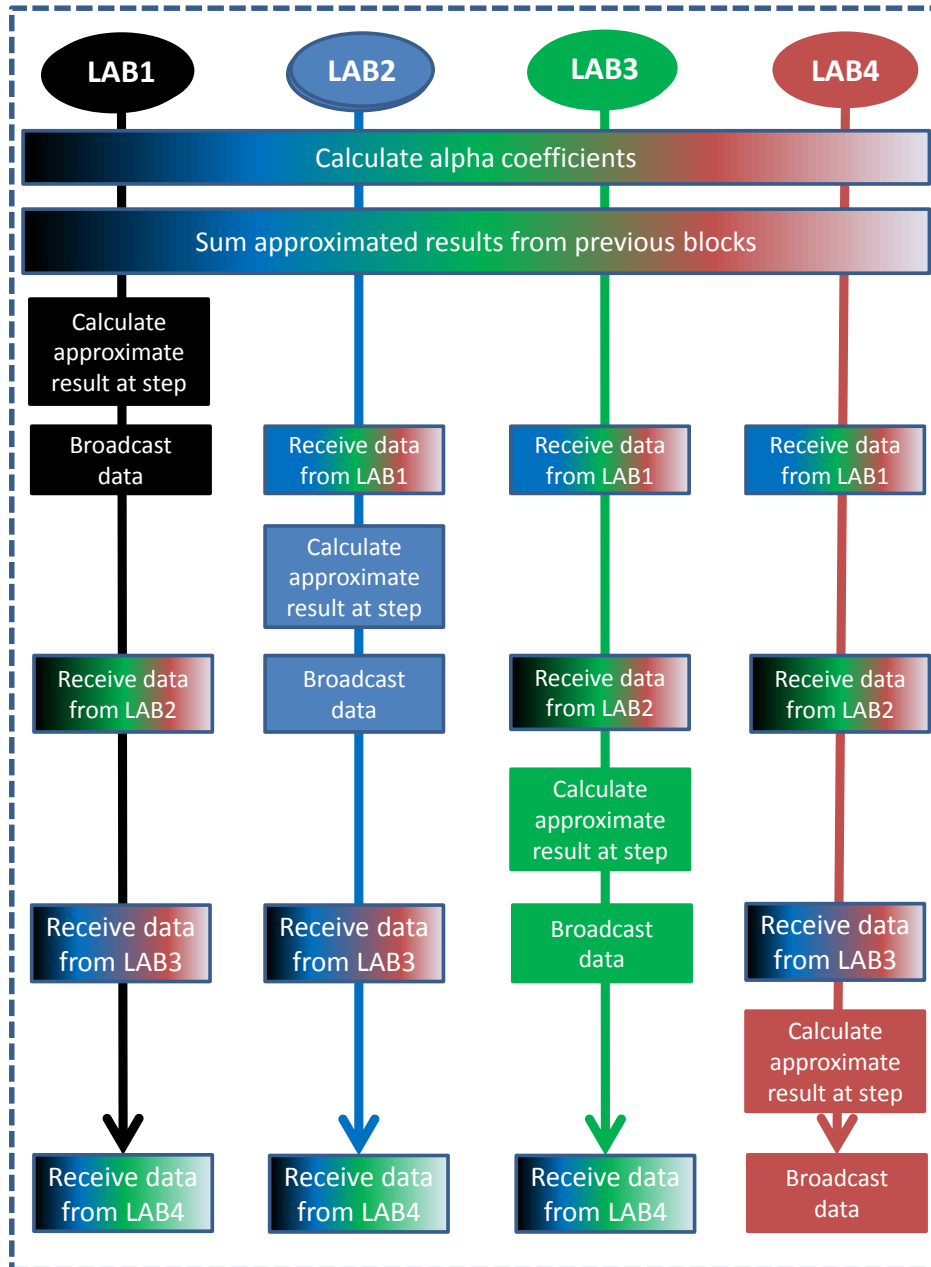 LAB1
LAB2
LAB3
LAB4
Calculate alpha coefficients
Sum approximated results from previous blocks
Calculate
approximate
result at step
Broadcast
data
Receive data
from LAB1
Receive data
from LAB1
Receive data
from LAB1
Calculate
approximate
result at step
Receive data
from LAB2
Broadcast
data
Receive data
from LAB2
Receive data
from LAB2
Calculate
approximate
result at step
Receive data
from LAB3
Receive data
from LAB3
Broadcast
data
Receive data
from LAB3
Calculate
approximate
result at step
Receive data
from LAB4
Receive data
from LAB4
Receive data
from LAB4
Broadcast
data